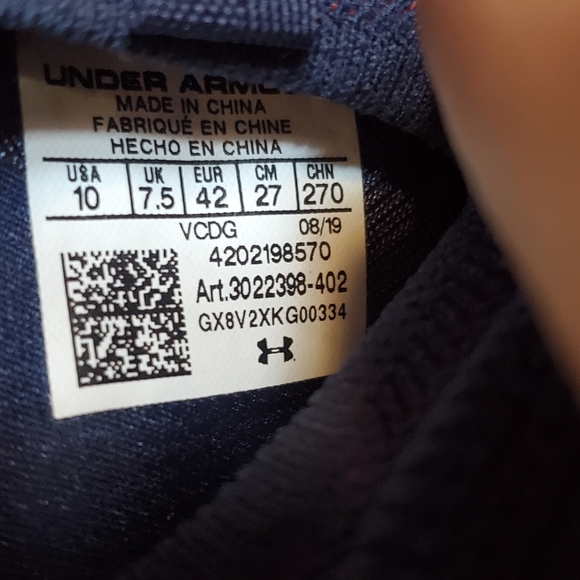 UNDER ARMOUR
MADE IN CHINA
FABRIQUÉ EN CHINE
HECHO EN CHINA
USA UK EUR CM CHN
10 7.5 42 27 270
VCDG 08/19
4202198570
Art.3022398-402
GX8V2XKG00334